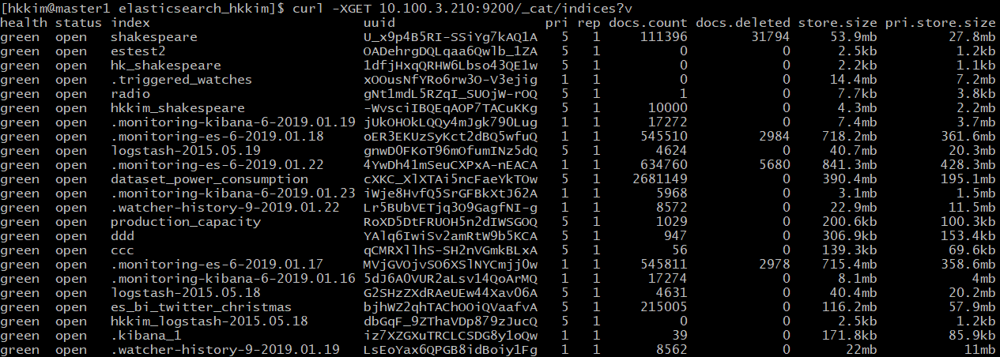 [hkkim@master1 elasticsearch_hkkim]$ curl -XGET 10.100.3.210:9200/_cat/indices?v
health status index uuid pri rep docs.count docs.deleted store.size pri.store.size
green open shakespeare U_x9p4B5RI-SSiYg7kAQ1A 5 1 111396 31794 53.9mb 27.8mb
green open estest2 OADehrgDQLqaa6Qwlb_1ZA 5 1 0 0 2.5kb 1.2kb
green open hk_shakespeare 1dfjHxqQRHW6Lbso43QE1w 5 1 0 0 2.2kb 1.1kb
green open .triggered_watches xOOusNfYRo6rw3O-V3ejig 1 1 0 0 14.4mb 7.2mb
green open radio gNt1mdL5RZqI_SUOjW-rOQ 5 1 1 0 7.7kb 3.8kb
green open hkkim_shakespeare -WvsciIBQEqAOP7TACuKKg 5 1 10000 0 4.3mb 2.2mb
green open .monitoring-kibana-6-2019.01.19 jUkOHOkLQQy4mJgk790Lug 1 1 17272 0 7.4mb 3.7mb
green open .monitoring-es-6-2019.01.18 oER3EKUzSyKct2dBQ5wfuQ 1 1 545510 2984 718.2mb 361.6mb
green open logstash-2015.05.19 gnwD0FKoT96mOfumINz5dQ 5 1 4624 0 40.7mb 20.3mb
green open .monitoring-es-6-2019.01.22 4YwDh41mSeuCXPxA-nEACA 1 1 634760 5680 841.3mb 428.3mb
green open dataset_power_consumption cXKC_XlXTAi5ncFaeYkTOw 5 1 2681149 0 390.4mb 195.1mb
green open .monitoring-kibana-6-2019.01.23 iWje8HvfQ5SrGFBkXtJ62A 1 1 5968 0 3.1mb 1.5mb
green open .watcher-history-9-2019.01.22 Lr5BUbVETjq3O9GagfNI-g 1 1 8572 0 22.9mb 11.5mb
green open production_capacity RoXD5DtFRUOH5n2dIWSGOQ 5 1 1029 0 200.6kb 100.3kb
green open ddd YAlq6IwiSv2amRtW9b5KCA 5 1 947 0 306.9kb 153.4kb
green open ccc qCMRXllhS-SH2nVGmkBLxA 5 1 56 0 139.3kb 69.6kb
green open .monitoring-es-6-2019.01.17 MVjGVOjvSO6XSlNYCmjj0w 1 1 545811 2978 715.4mb 358.6mb
green open .monitoring-kibana-6-2019.01.16 5dJ6A0VUR2aLsv14QoArMQ 1 1 17274 0 8.1mb 4mb
green open logstash-2015.05.18 G2SHzZXdRAeUEw44Xav06A 5 1 4631 0 40.4mb 20.2mb
green open es_bi_twitter_christmas bjhWZ2qhTAChOOiQVaafvA 5 1 215005 0 116.2mb 57.9mb
green open hkkim_logstash-2015.05.18 dbGqF_9ZThaVDp879zJucQ 5 1 0 0 2.5kb 1.2kb
green open .kibana_1 iz7XZGXuTRCLCSDG8y1oQw 1 1 39 0 171.8kb 85.9kb
green open .watcher-history-9-2019.01.19 LsEoYax6QPGB8idBoiy1Fg 1 1 8562 0 22mb 11mb